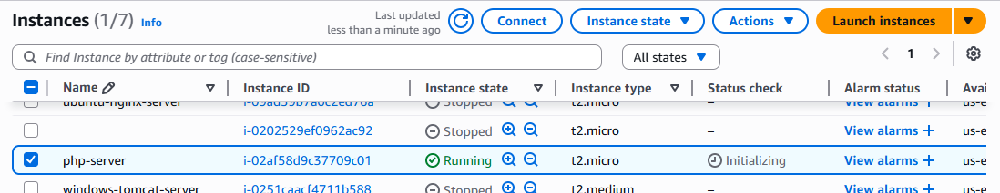 Instances (1/7) Info
Last updated
less than a minute ago
Connect Instance state Actions Launch instances
Find Instance by attribute or tag (case-sensitive) All states 1
Name Instance ID Instance state Instance type Status check Alarm status Avai
ubuntu-nginx-server Stopped t2.micro – View alarms us-e
i-0202529ef0962ac92 Stopped t2.micro – View alarms us-e
php-server i-02af58d9c37709c01 Running t2.micro Initializing View alarms us-e
windows-tomcat-server i-0251caacf4711b588 Stopped t2.medium – View alarms us-e